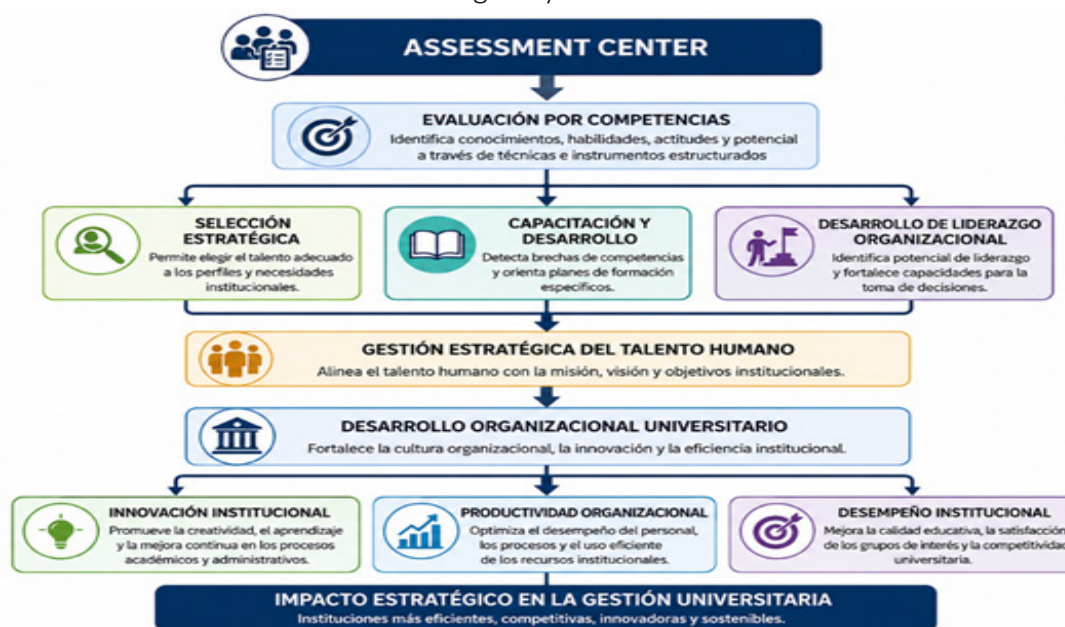 ASSESSMENT CENTER
EVALUACIÓN POR COMPETENCIAS
Identifica conocimientos, habilidades, actitudes y potencial
a través de técnicas e instrumentos estructurados
SELECCIÓN
ESTRATÉGICA
Permite elegir el talento adecuado
a los perfiles y necesidades
institucionales.
CAPACITACIÓN Y
DESARROLLO
Detecta brechas de competencias
y orienta planes de formación
específicos.
DESARROLLO DE LIDERAZGO
ORGANIZACIONAL
Identifica potencial de liderazgo
y fortalece capacidades para la
toma de decisiones.
GESTIÓN ESTRATÉGICA DEL TALENTO HUMANO
Alinea el talento humano con la misión, visión y objetivos institucionales.
DESARROLLO ORGANIZACIONAL UNIVERSITARIO
Fortalece la cultura organizacional, la innovación y la eficiencia institucional.
INNOVACIÓN INSTITUCIONAL
Promueve la creatividad, el aprendizaje
y la mejora continua en los procesos
académicos y administrativos.
PRODUCTIVIDAD ORGANIZACIONAL
Optimiza el desempeño del personal,
los procesos y el uso eficiente
de los recursos institucionales.
DESEMPEÑO INSTITUCIONAL
Mejora la calidad educativa, la satisfacción
de los grupos de interés y la competitividad
universitaria.
IMPACTO ESTRATÉGICO EN LA GESTIÓN UNIVERSITARIA
Instituciones más eficientes, competitivas, innovadoras y sostenibles.